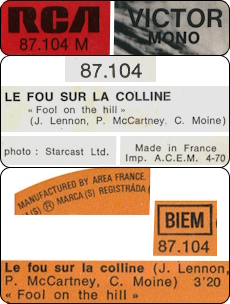 RCA VICTOR
87.104 M MONO
87.104
LE FOU SUR LA COLLINE
« Fool on the hill »
(J. Lennon, P. McCartney, C. Moine)
photo : Starcast Ltd.
Made in France
Imp. A.C.E.M. 4-70
MANUFACTURED BY AREA FRANCE.
(S) ® MARCA(S) REGISTRADA
BIEM
87.104
Le fou sur la colline (J. Lennon,
P. McCartney, C. Moine) 3'20
« Fool on the hill »